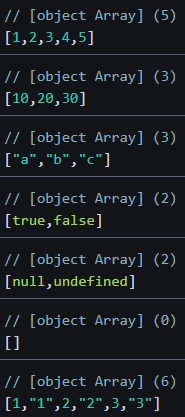 // [object Array] (5)
[1,2,3,4,5]
// [object Array] (3)
[10,20,30]
// [object Array] (3)
["a","b","c"]
// [object Array] (2)
[true,false]
// [object Array] (2)
[null,undefined]
// [object Array] (0)
[]
// [object Array] (6)
[1,"1",2,"2",3,"3"]